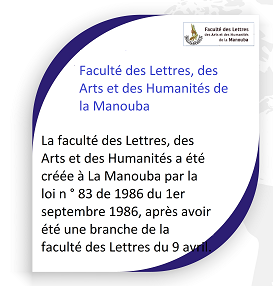 Faculté des Lettres,
des Arts et des Humanités
de la Manouba
Faculté des Lettres, des
Arts et des Humanités de
la Manouba
La faculté des Lettres, des
Arts et des Humanités a été
créée à La Manouba par la
loi n ° 83 de 1986 du 1er
septembre 1986, après avoir
été une branche de la
faculté des Lettres du 9 avril.